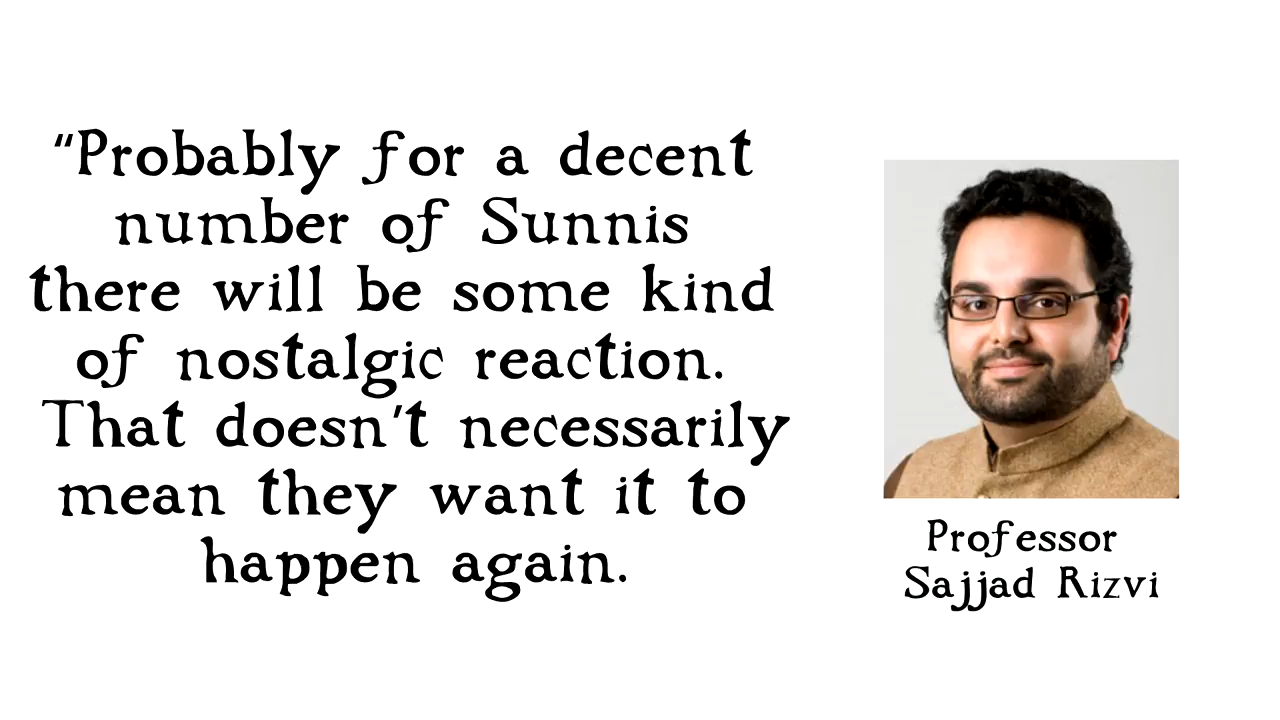 “Probably for a decent
number of Sunnis
there will be some kind
of nostalgic reaction.
That doesn't necessarily
mean they want it to
happen again.
Professor
Sajjad Rizvi